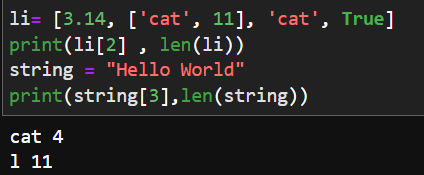 li= [3.14, ['cat', 11], 'cat', True]
print(li[2] , len(li))
string = "Hello World"
print(string[3],len(string))
cat 4
l 11